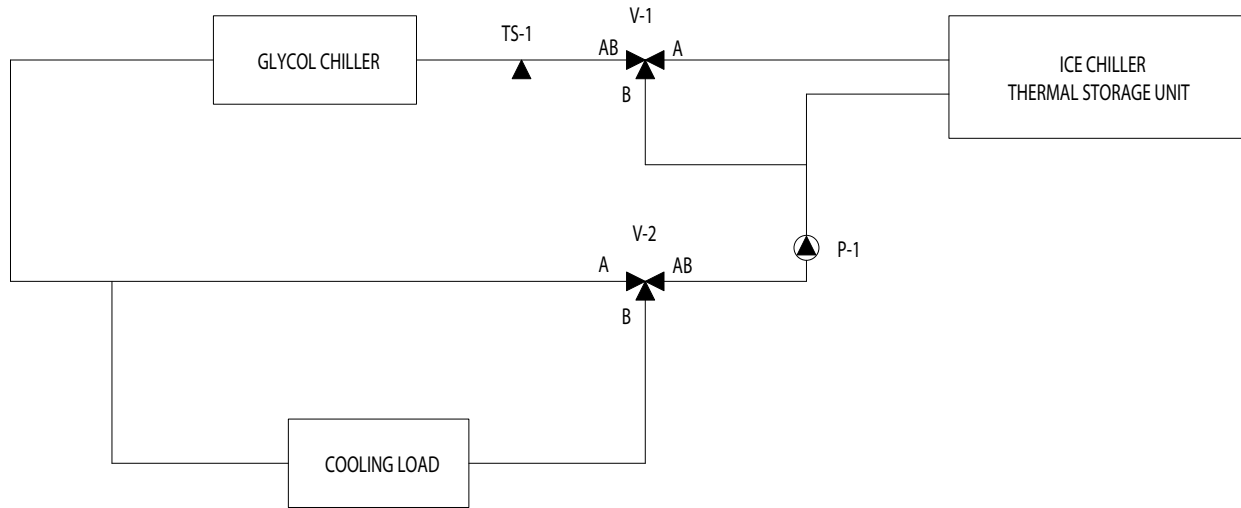 V-1
TS-1
AB
A
GLYCOL CHILLER
ICE CHILLER
THERMAL STORAGE UNIT
B
V-2
P-1
A
AB
B
COOLING LOAD